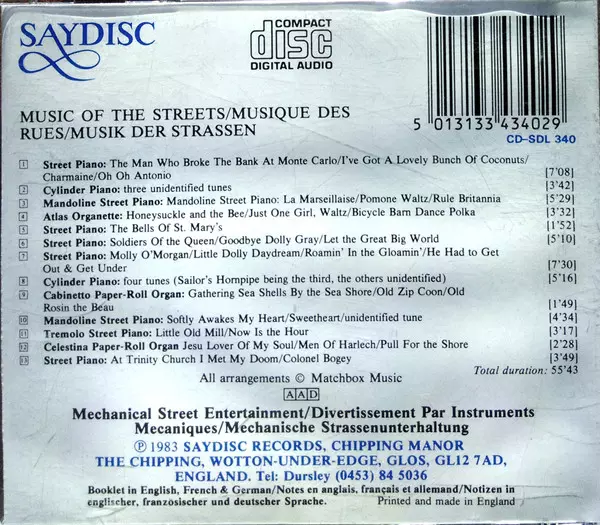 SAYDISC
COMPACT
disc
DIGITAL AUDIO
MUSIC OF THE STREETS/MUSIQUE DES
RUES/MUSIK DER STRASSEN
5 013133 434029
CD-SDL 340
1 Street Piano: The Man Who Broke The Bank At Monte Carlo/I've Got A Lovely Bunch Of Coconuts/
Charmaine/Oh Oh Antonio [7'08]
2 Cylinder Piano: three unidentified tunes [3'42]
3 Mandoline Street Piano: Mandoline Street Piano: La Marseillaise/Pomone Waltz/Rule Britannia [5'29]
4 Atlas Organette: Honeysuckle and the Bee/Just One Girl, Waltz/Bicycle Barn Dance Polka [3'32]
5 Street Piano: The Bells Of St. Mary's [1'52]
6 Street Piano: Soldiers Of the Queen/Goodbye Dolly Gray/Let the Great Big World [5'10]
7 Street Piano: Molly O'Morgan/Little Dolly Daydream/Roamin' In the Gloamin'/He Had to Get
Out & Get Under [7'30]
8 Cylinder Piano: four tunes (Sailor's Hornpipe being the third, the others unidentified) [5'16]
9 Cabinetto Paper-Roll Organ: Gathering Sea Shells By the Sea Shore/Old Zip Coon/Old
Rosin the Beau [1'49]
10 Mandoline Street Piano: Softly Awakes My Heart/Sweetheart/unidentified tune [4'34]
11 Tremolo Street Piano: Little Old Mill/Now Is the Hour [3'17]
12 Celestina Paper-Roll Organ Jesu Lover Of My Soul/Men Of Harlech/Pull For the Shore [2'28]
13 Street Piano: At Trinity Church I Met My Doom/Colonel Bogey [3'49]
Total duration: 55'43
All arrangements © Matchbox Music
AAD
Mechanical Street Entertainment/Divertissement Par Instruments
Mecaniques/Mechanische Strassenunterhaltung
℗ 1983 SAYDISC RECORDS, CHIPPING MANOR
THE CHIPPING, WOTTON-UNDER-EDGE, GLOS, GL12 7AD,
ENGLAND. Tel: Dursley (0453) 84 5036
Booklet in English, French & German/Notes en anglais, français et allemand/Notizen in
englischer, französischer und deutscher Sprache. Printed and made in England